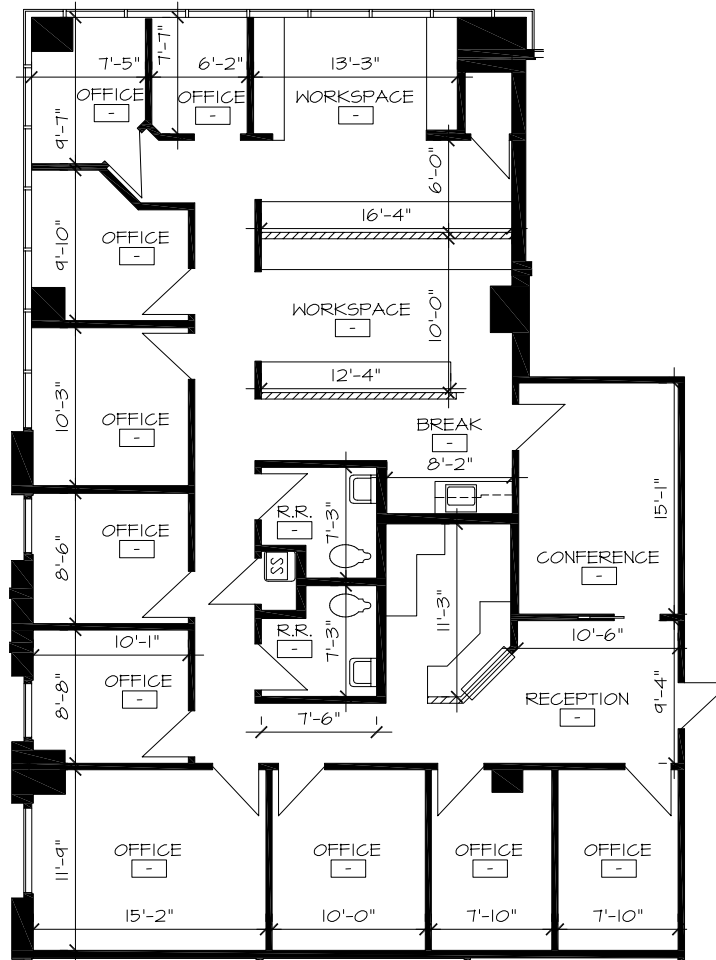 7'-5"
7'-7"
6'-2"
13'-3"
OFFICE
-
OFFICE
-
WORKSPACE
-
9'-7"
6'-0"
16'-4"
OFFICE
-
9'-10"
WORKSPACE
-
10'-0"
12'-4"
OFFICE
-
10'-3"
BREAK
-
8'-2"
15'-1"
R.R.
-
7'-3"
OFFICE
-
8'-6"
CONFERENCE
-
11'-3"
R.R.
-
7'-3"
10'-1"
10'-6"
OFFICE
-
8'-8"
RECEPTION
-
9'-4"
7'-6"
OFFICE
-
11'-9"
OFFICE
-
OFFICE
-
OFFICE
-
15'-2"
10'-0"
7'-10"
7'-10"